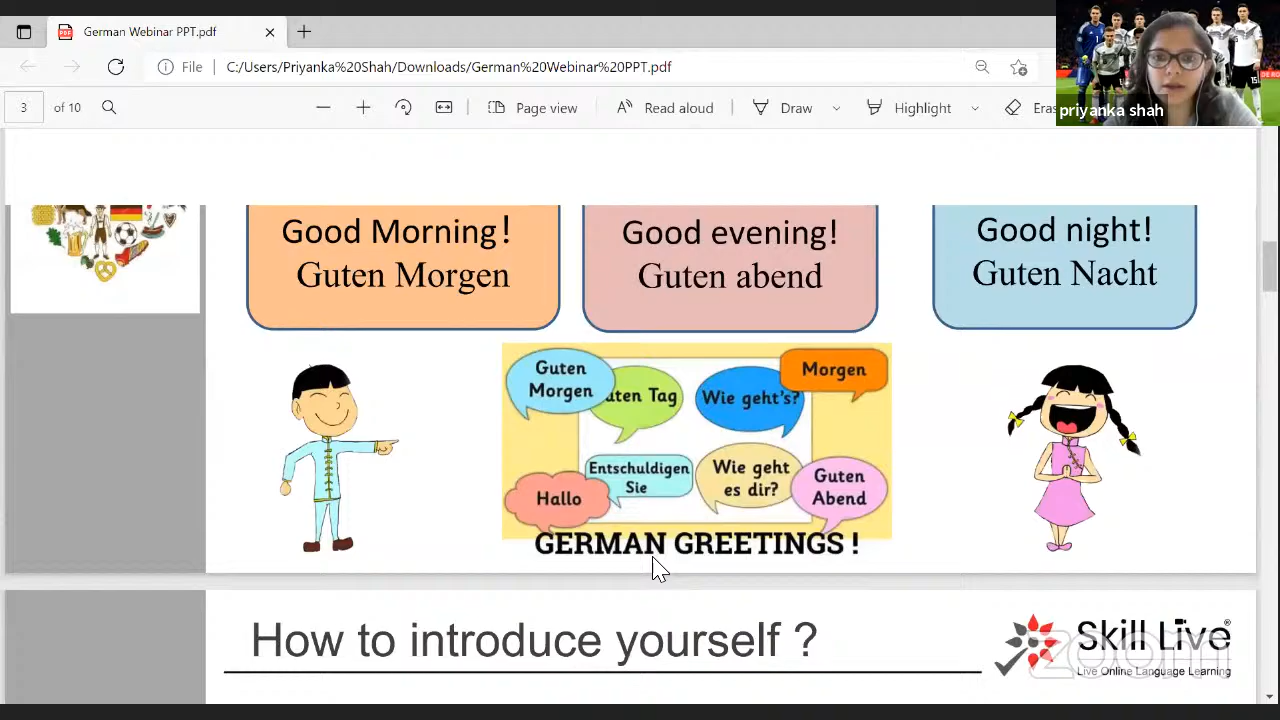 German Webinar PPT.pdf
File
C:/Users/Priyanka%20Shah/Downloads/German%20Webinar%20PPT.pdf
3
of 10
Page view
Read aloud
Draw
Highlight
Eras
priyanka shah
Good Morning!
Guten Morgen
Good evening!
Guten abend
Good night!
Guten Nacht
Guten
Morgen
uten Tag
Wie geht's?
Morgen
Hallo
Entschuldigen
Sie
Wie geht
es dir?
Guten
Abend
GERMAN GREETINGS !
How to introduce yourself ?
Skill Live
Live Online Language Learning
zoom